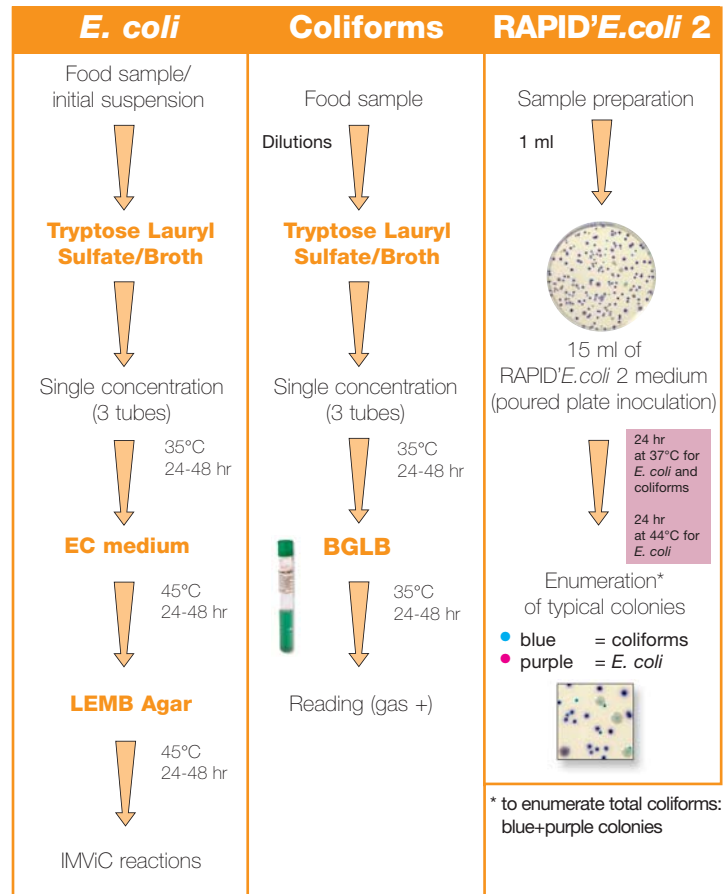 E. coli
Food sample/
initial suspension
Tryptose Lauryl
Sulfate/Broth
Single concentration
(3 tubes)
35°C
24-48 hr
EC medium
45°C
24-48 hr
LEMB Agar
45°C
24-48 hr
IMViC reactions
Coliforms
Food sample
Dilutions
Tryptose Lauryl
Sulfate/Broth
Single concentration
(3 tubes)
35°C
24-48 hr
BGLB
35°C
24-48 hr
Reading (gas +)
RAPID'E.coli 2
Sample preparation
1 ml
15 ml of
RAPID'E.coli 2 medium
(poured plate inoculation)
24 hr
at 37°C for
E. coli and
coliforms
24 hr
at 44°C for
E. coli
Enumeration*
of typical colonies
blue = coliforms
purple = E. coli
* to enumerate total coliforms:
blue+purple colonies